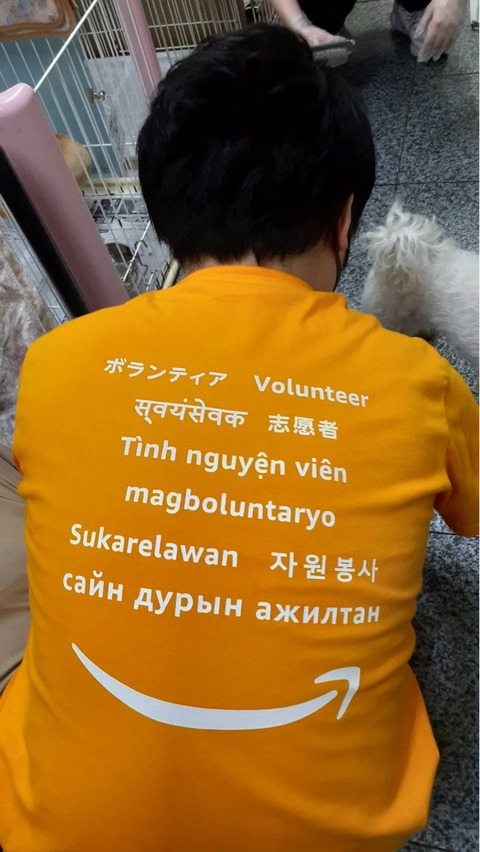 ボランティア Volunteer
स्वयंसेवक 志愿者
Tình nguyện viên
magboluntaryo
Sukarelawan 자원봉사
сайн дурын ажилтан